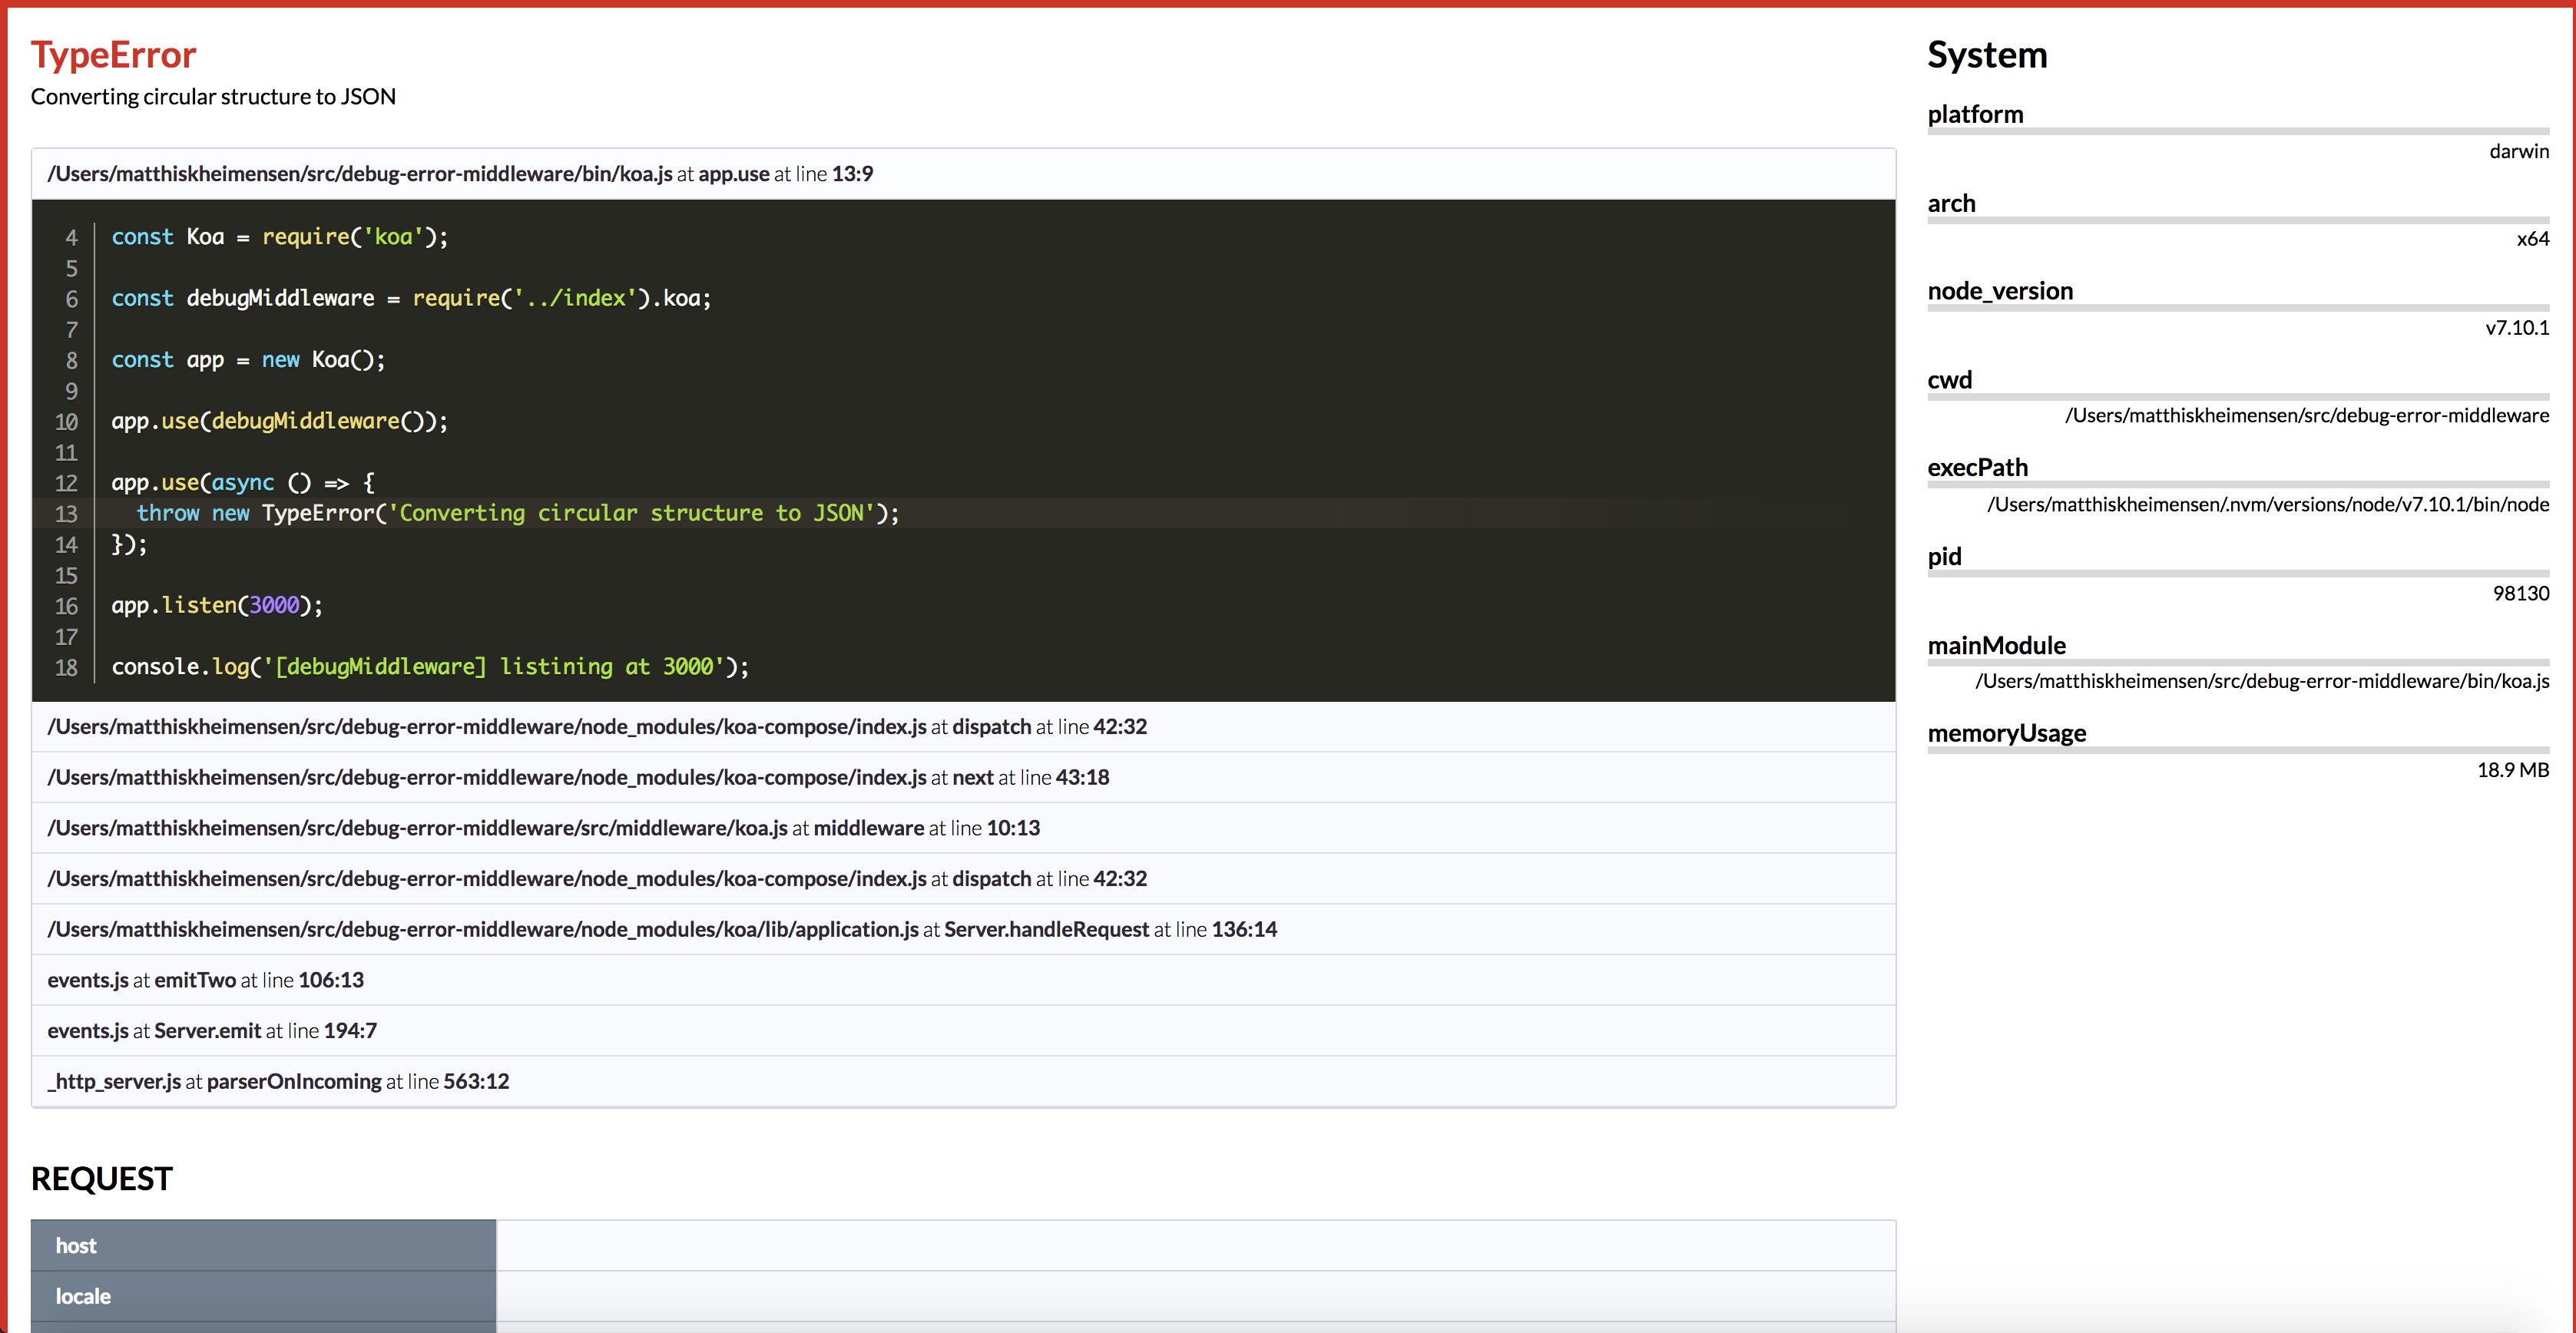 TypeError
Converting circular structure to JSON
/Users/matthiskheimensen/src/debug-error-middleware/bin/koa.js at app.use at line 13:9
4 const Koa = require('koa');
5
6 const debugMiddleware = require('../index').koa;
7
8 const app = new Koa();
9
10 app.use(debugMiddleware());
11
12 app.use(async () => {
13 throw new TypeError('Converting circular structure to JSON');
14 });
15
16 app.listen(3000);
17
18 console.log('[debugMiddleware] listining at 3000');
/Users/matthiskheimensen/src/debug-error-middleware/node_modules/koa-compose/index.js at dispatch at line 42:32
/Users/matthiskheimensen/src/debug-error-middleware/node_modules/koa-compose/index.js at next at line 43:18
/Users/matthiskheimensen/src/debug-error-middleware/src/middleware/koa.js at middleware at line 10:13
/Users/matthiskheimensen/src/debug-error-middleware/node_modules/koa-compose/index.js at dispatch at line 42:32
/Users/matthiskheimensen/src/debug-error-middleware/node_modules/koa/lib/application.js at Server.handleRequest at line 136:14
events.js at emitTwo at line 106:13
events.js at Server.emit at line 194:7
_http_server.js at parserOnIncoming at line 563:12
REQUEST
host
locale
System
platform
darwin
arch
x64
node_version
v7.10.1
cwd
/Users/matthiskheimensen/src/debug-error-middleware
execPath
/Users/matthiskheimensen/.nvm/versions/node/v7.10.1/bin/node
pid
98130
mainModule
/Users/matthiskheimensen/src/debug-error-middleware/bin/koa.js
memoryUsage
18.9 MB